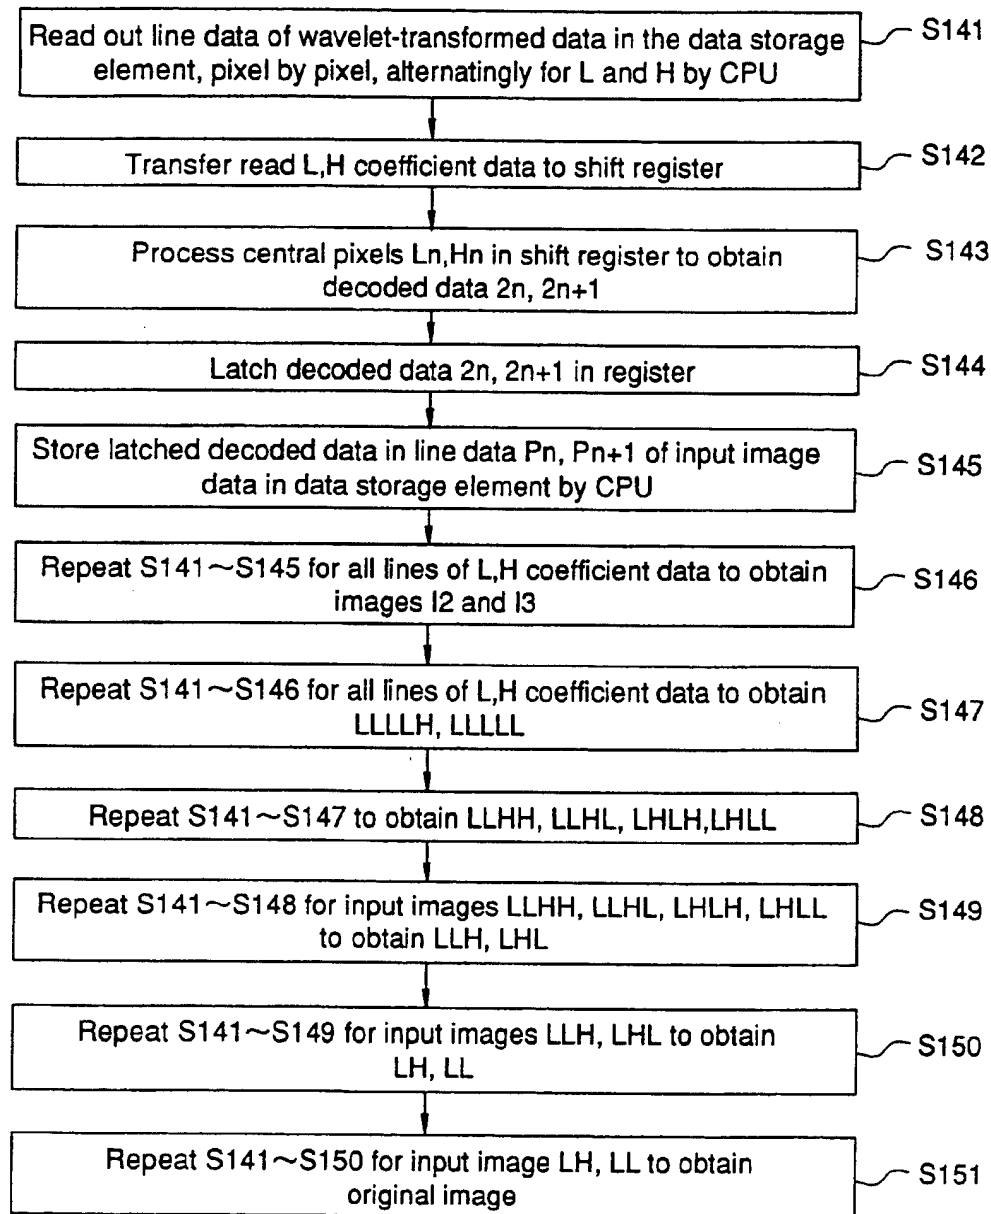 Read out line data of wavelet-transformed data in the data storage
element, pixel by pixel, alternatingly for L and H by CPU
S141
Transfer read L,H coefficient data to shift register
S142
Process central pixels Ln,Hn in shift register to obtain
decoded data 2n, 2n+1
S143
Latch decoded data 2n, 2n+1 in register
S144
Store latched decoded data in line data Pn, Pn+1 of input image
data in data storage element by CPU
S145
Repeat S141~S145 for all lines of L,H coefficient data to obtain
images I2 and I3
S146
Repeat S141~S146 for all lines of L,H coefficient data to obtain
LLLLH, LLLLL
S147
Repeat S141~S147 to obtain LLHH, LLHL, LHLH,LHLL
S148
Repeat S141~S148 for input images LLHH, LLHL, LHLH, LHLL
to obtain LLH, LHL
S149
Repeat S141~S149 for input images LLH, LHL to obtain
LH, LL
S150
Repeat S141~S150 for input image LH, LL to obtain
original image
S151